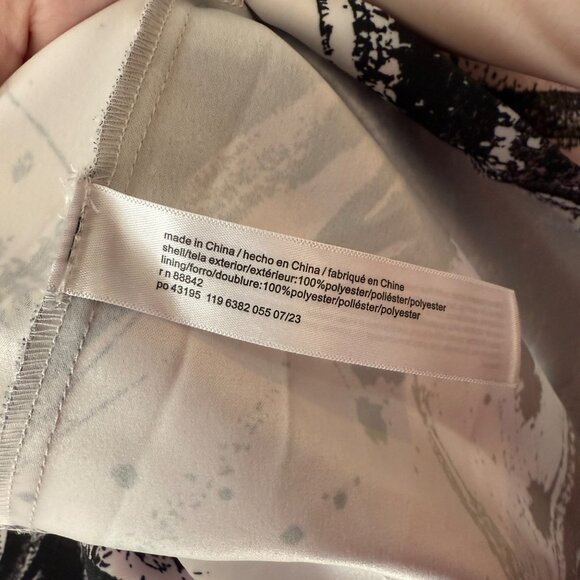 made in China / hecho en China / fabriqué en Chine
shell/tela exterior/extérieur:100%polyester/poliéster/polyester
lining/forro/doublure:100%polyester/poliéster/polyester
r n 88842
po 43195 119 6382 055 07/23